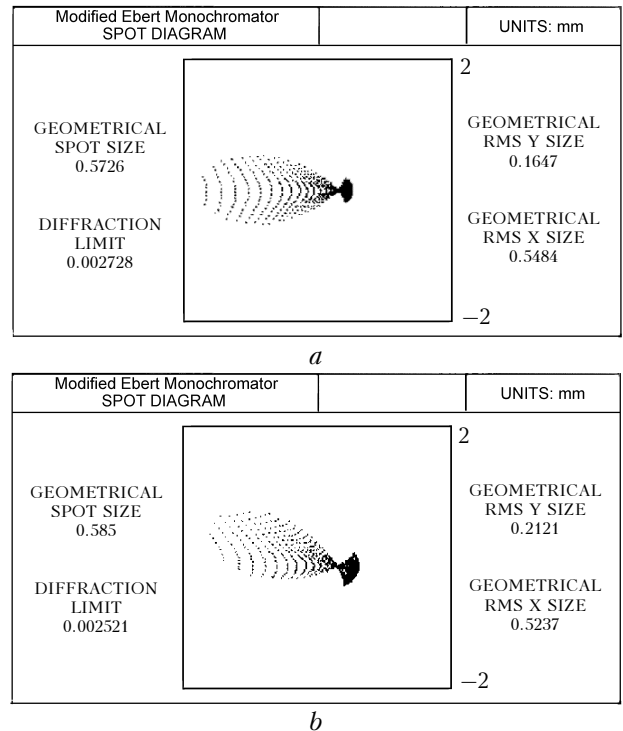 Modified Ebert Monochromator
SPOT DIAGRAM
UNITS: mm
GEOMETRICAL
SPOT SIZE
0.5726
DIFFRACTION
LIMIT
0.002728
2
−2
GEOMETRICAL
RMS Y SIZE
0.1647
GEOMETRICAL
RMS X SIZE
0.5484
a
Modified Ebert Monochromator
SPOT DIAGRAM
UNITS: mm
GEOMETRICAL
SPOT SIZE
0.585
DIFFRACTION
LIMIT
0.002521
2
−2
GEOMETRICAL
RMS Y SIZE
0.2121
GEOMETRICAL
RMS X SIZE
0.5237
b